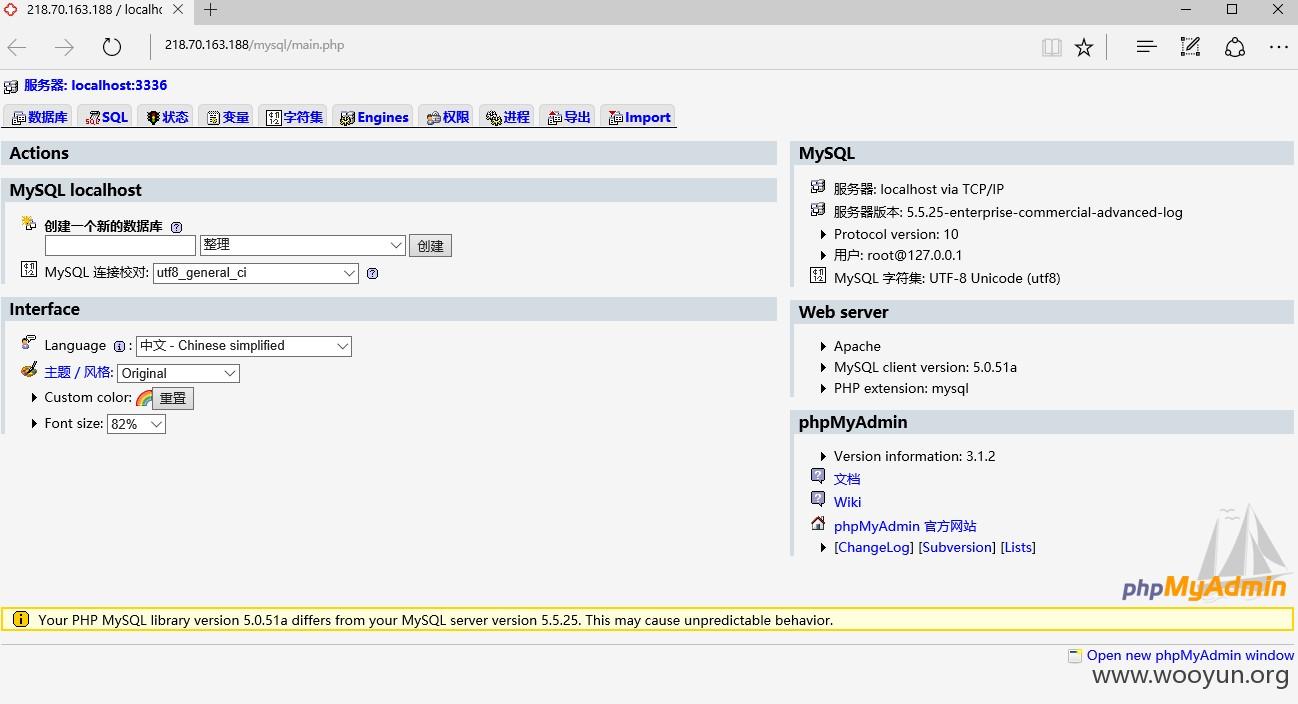 218.70.163.188 / localhc
218.70.163.188/mysql/main.php
服务器: localhost:3336
数据库 SQL 状态 变量 字符集 Engines 权限 进程 导出 Import
Actions
MySQL localhost
创建一个新的数据库
整理 创建
MySQL 连接校对: utf8_general_ci
Interface
Language : 中文 - Chinese simplified
主题 / 风格: Original
Custom color: 重置
Font size: 82%
MySQL
服务器: localhost via TCP/IP
服务器版本: 5.5.25-enterprise-commercial-advanced-log
Protocol version: 10
用户: root@127.0.0.1
MySQL 字符集: UTF-8 Unicode (utf8)
Web server
Apache
MySQL client version: 5.0.51a
PHP extension: mysql
phpMyAdmin
Version information: 3.1.2
文档
Wiki
phpMyAdmin 官方网站
[ChangeLog] [Subversion] [Lists]
phpMyAdmin
Your PHP MySQL library version 5.0.51a differs from your MySQL server version 5.5.25. This may cause unpredictable behavior.
Open new phpMyAdmin window
www.wooyun.org